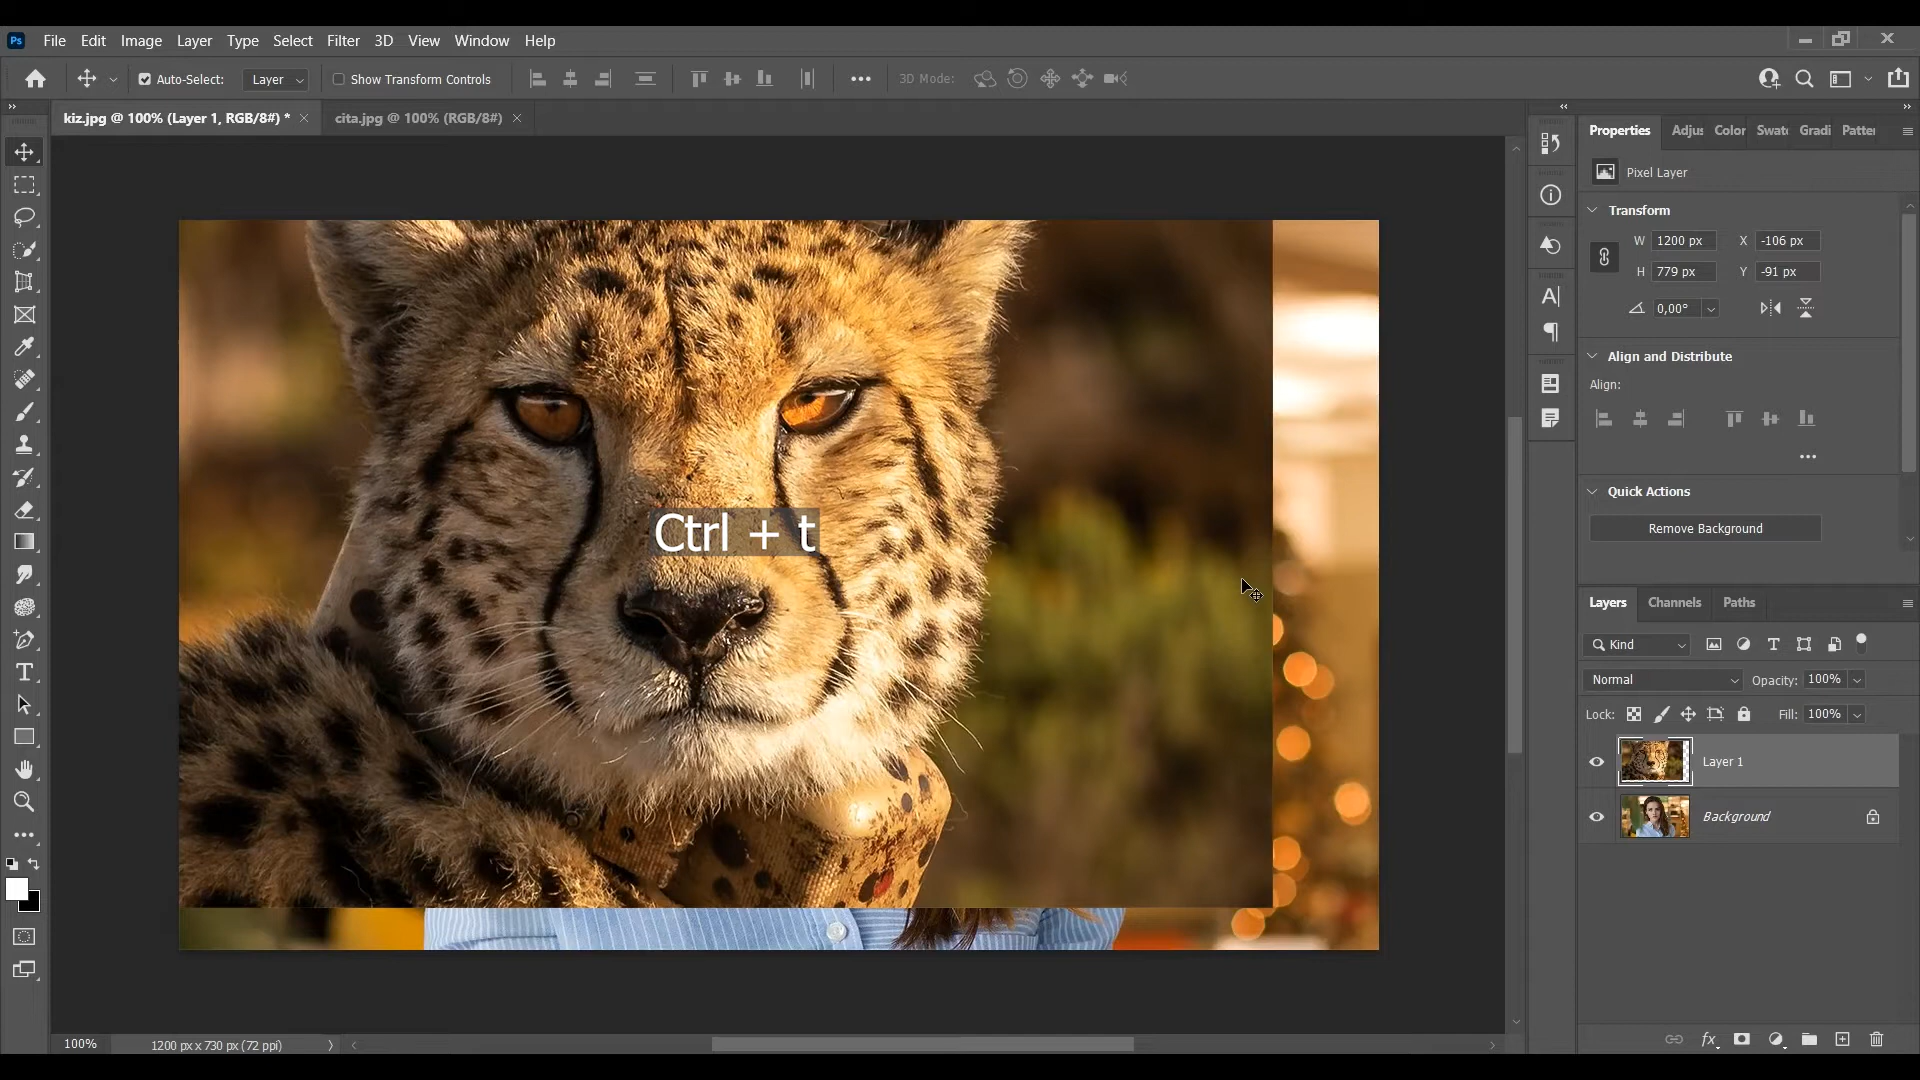 Ps File Edit Image Layer Type Select Filter 3D View Window Help
Auto-Select: Layer Show Transform Controls 3D Mode:
kiz.jpg @ 100% (Layer 1, RGB/8#) * cita.jpg @ 100% (RGB/8#)
Properties Adjus Color Swatc Gradi Patter
Pixel Layer
Transform
W 1200 px X -106 px
H 779 px Y -91 px
0,00°
Align and Distribute
Align:
Quick Actions
Remove Background
Ctrl + t
Layers Channels Paths
Kind
Normal Opacity: 100%
Lock: Fill: 100%
Layer 1
Background
fx
100% 1200 px x 730 px (72 ppi)